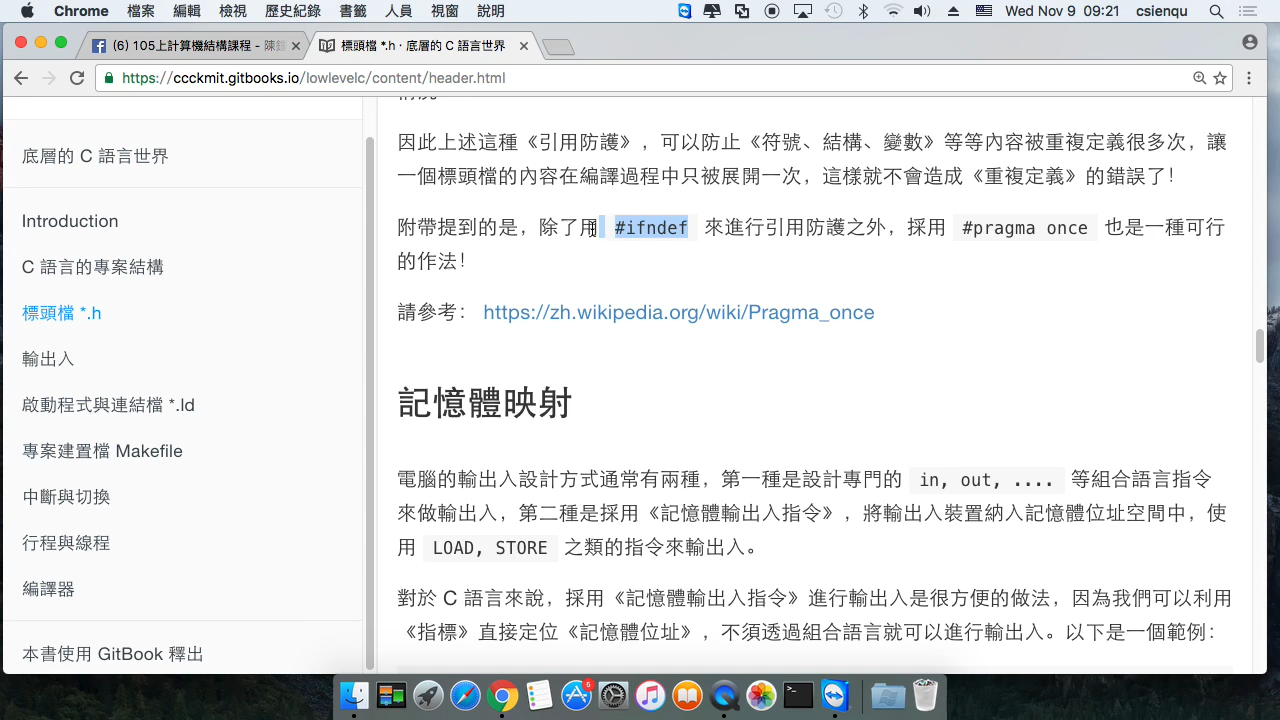 Chrome 檔案 編輯 檢視 歷史紀錄 書籤 人員 視窗 說明 Wed Nov 9 09:21 csienqu
(6) 105上計算機結構課程 - 陳鍾
標頭檔 *.h · 底層的 C 語言世界
https://ccckmit.gitbooks.io/lowlevelc/content/header.html
底層的 C 語言世界
Introduction
C 語言的專案結構
標頭檔 *.h
輸出入
啟動程式與連結檔 *.ld
專案建置檔 Makefile
中斷與切換
行程與線程
編譯器
本書使用 GitBook 釋出
因此上述這種《引用防護》，可以防止《符號、結構、變數》等等內容被重複定義很多次，讓
一個標頭檔的內容在編譯過程中只被展開一次，這樣就不會造成《重複定義》的錯誤了！
附帶提到的是，除了用 #ifndef 來進行引用防護之外，採用 #pragma once 也是一種可行
的作法！
請參考： https://zh.wikipedia.org/wiki/Pragma_once
記憶體映射
電腦的輸出入設計方式通常有兩種，第一種是設計專門的 in, out, .... 等組合語言指令
來做輸出入，第二種是採用《記憶體輸出入指令》，將輸出入裝置納入記憶體位址空間中，使
用 LOAD, STORE 之類的指令來輸出入。
對於 C 語言來說，採用《記憶體輸出入指令》進行輸出入是很方便的做法，因為我們可以利用
《指標》直接定位《記憶體位址》，不須透過組合語言就可以進行輸出入。以下是一個範例：
6